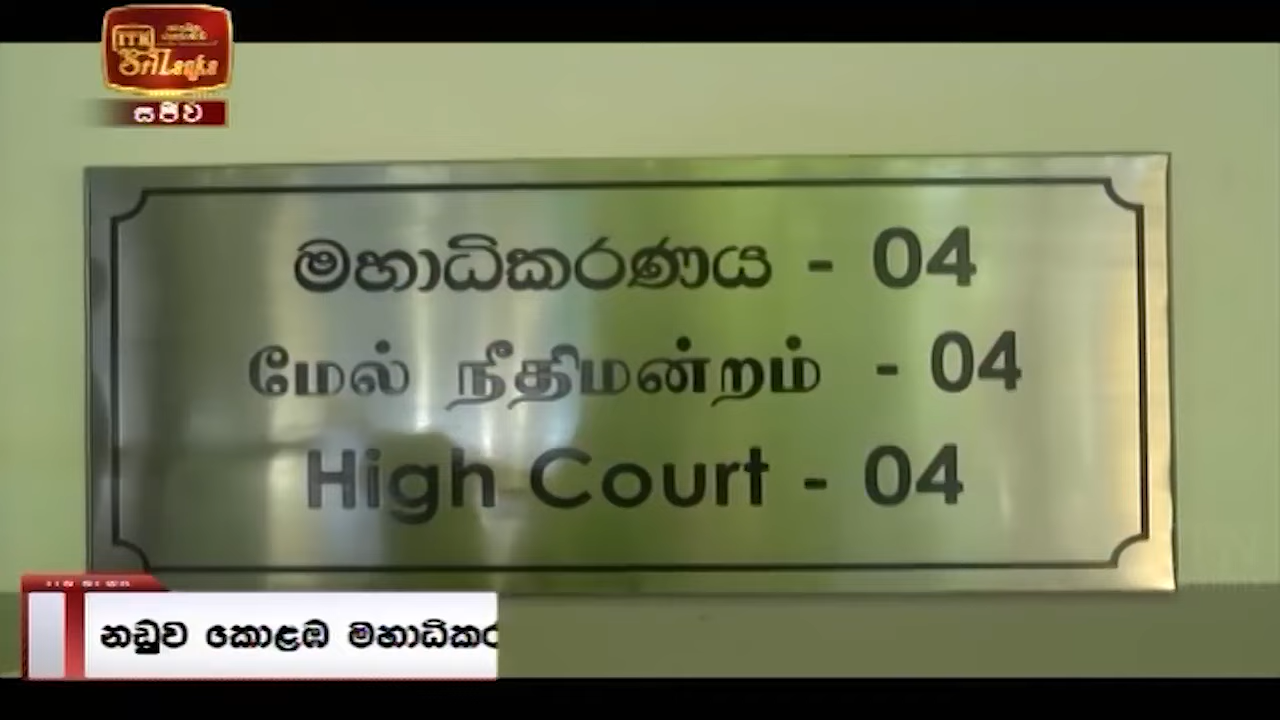 ITN
Sri Lanka
සජීව
මහාධිකරණය - 04
மேல் நீதிமன்றம் - 04
High Court - 04
නඩුව කොළඹ මහාධිකර